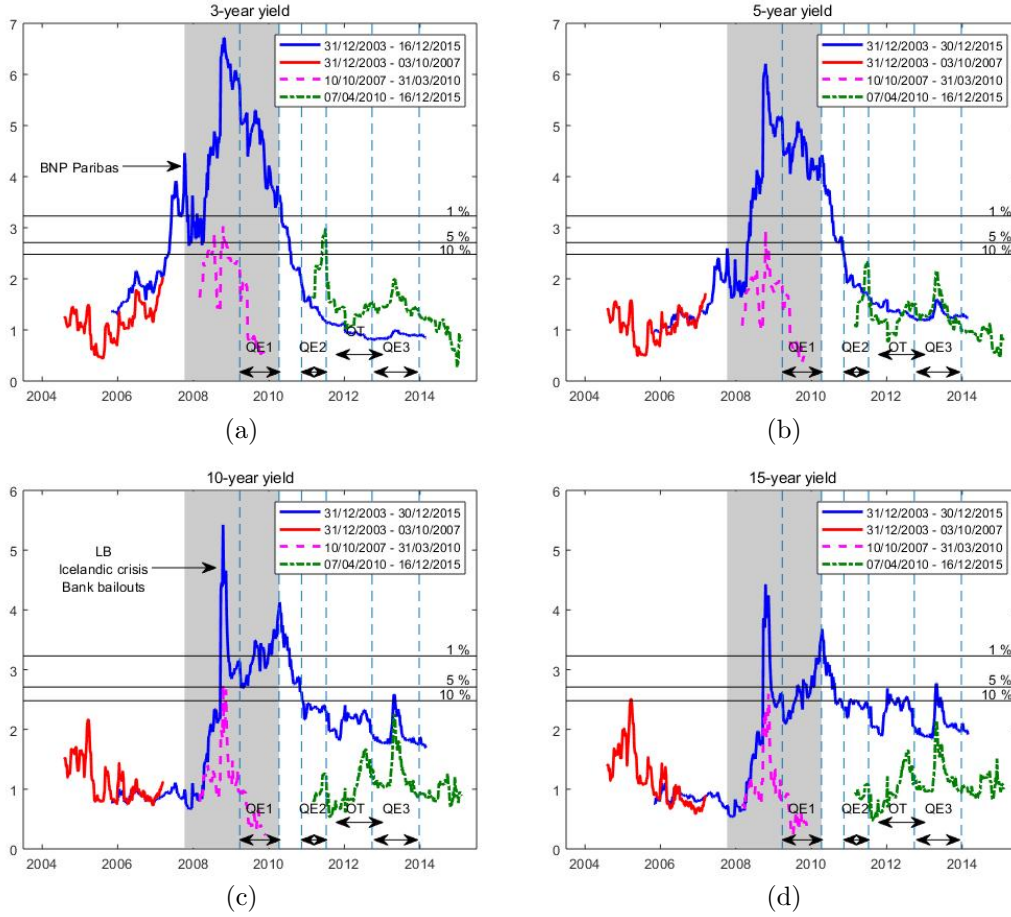 3-year yield
7
6
5
4
3
2
1
0
31/12/2003 - 16/12/2015
31/12/2003 - 03/10/2007
10/10/2007 - 31/03/2010
07/04/2010 - 16/12/2015
BNP Paribas
1 %
5 %
10 %
OT
QE1 QE2 QE3
2004 2006 2008 2010 2012 2014
(a)
5-year yield
7
6
5
4
3
2
1
0
31/12/2003 - 30/12/2015
31/12/2003 - 03/10/2007
10/10/2007 - 31/03/2010
07/04/2010 - 16/12/2015
1 %
5 %
10 %
QE1 QE2 OT QE3
2004 2006 2008 2010 2012 2014
(b)
10-year yield
6
5
4
3
2
1
0
31/12/2003 - 30/12/2015
31/12/2003 - 03/10/2007
10/10/2007 - 31/03/2010
07/04/2010 - 16/12/2015
LB
Icelandic crisis
Bank bailouts
1 %
5 %
10 %
QE1 QE2 OT QE3
2004 2006 2008 2010 2012 2014
(c)
15-year yield
6
5
4
3
2
1
0
31/12/2003 - 30/12/2015
31/12/2003 - 03/10/2007
10/10/2007 - 31/03/2010
07/04/2010 - 16/12/2015
1 %
5 %
10 %
QE1 QE2 OT QE3
2004 2006 2008 2010 2012 2014
(d)